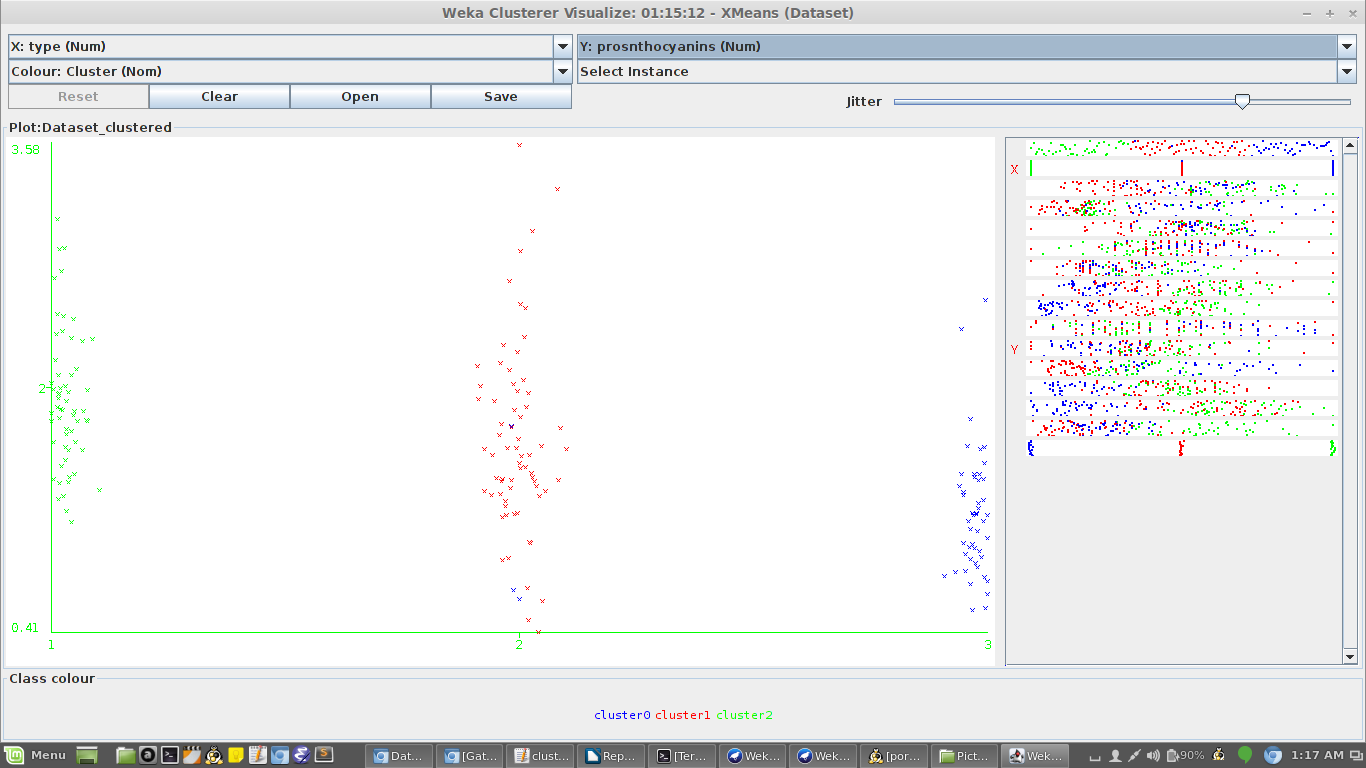 Weka Clusterer Visualize: 01:15:12 - XMeans (Dataset)
X: type (Num)
Y: prosnthocyanins (Num)
Colour: Cluster (Nom)
Select Instance
Reset
Clear
Open
Save
Jitter
Plot:Dataset_clustered
3.58
2
0.41
1
2
3
X
Y
Class colour
cluster0 cluster1 cluster2
Menu
Dat...
[Gat...
clust...
Rep...
[Ter...
Wek...
Wek...
[por...
Pict...
Wek...
90%
1:17 AM